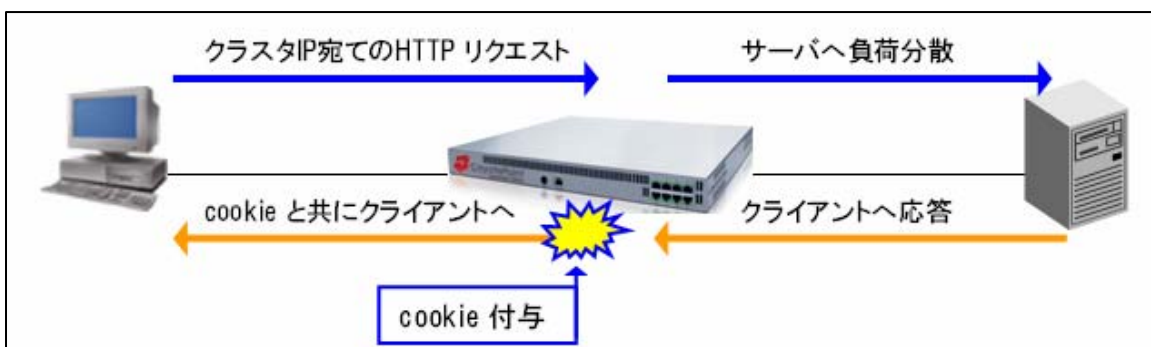 クラスタIP宛てのHTTP リクエスト
サーバへ負荷分散
cookie と共にクライアントへ
クライアントへ応答
cookie 付与